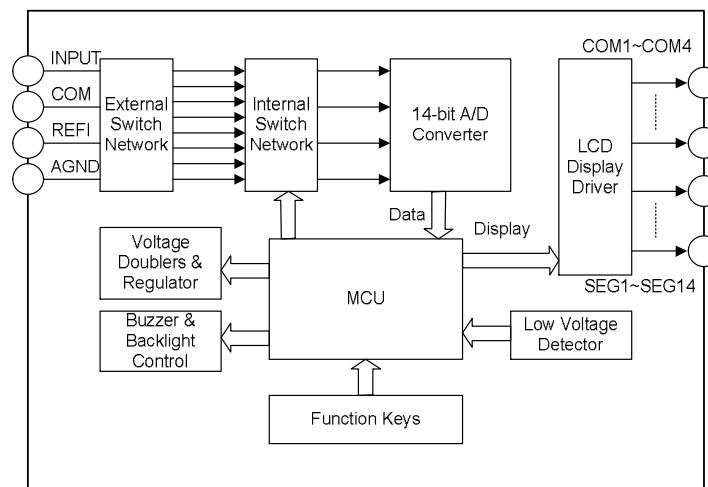 INPUT
COM
REFI
AGND
External
Switch
Network
Internal
Switch
Network
14-bit A/D
Converter
COM1~COM4
LCD
Display
Driver
SEG1~SEG14
Data
Display
Voltage
Doublers &
Regulator
MCU
Buzzer &
Backlight
Control
Low Voltage
Detector
Function Keys